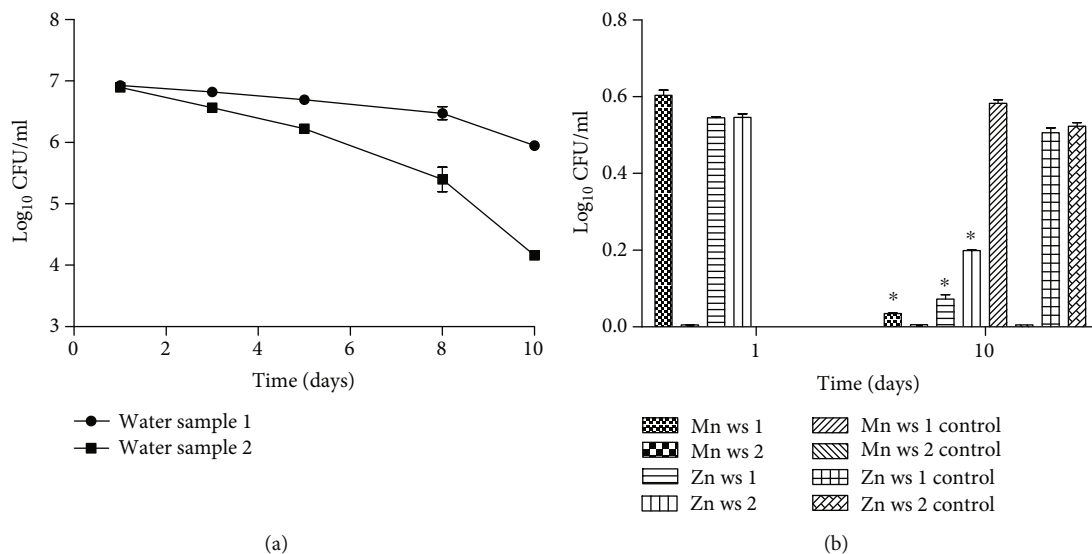 8
7
6
5
4
3
Log10 CFU/ml
0 2 4 6 8 10
Time (days)
Water sample 1
Water sample 2
(a)
0.8
0.6
0.4
0.2
0.0
Log10 CFU/ml
* * *
1 10
Time (days)
Mn ws 1
Mn ws 2
Zn ws 1
Zn ws 2
Mn ws 1 control
Mn ws 2 control
Zn ws 1 control
Zn ws 2 control
(b)